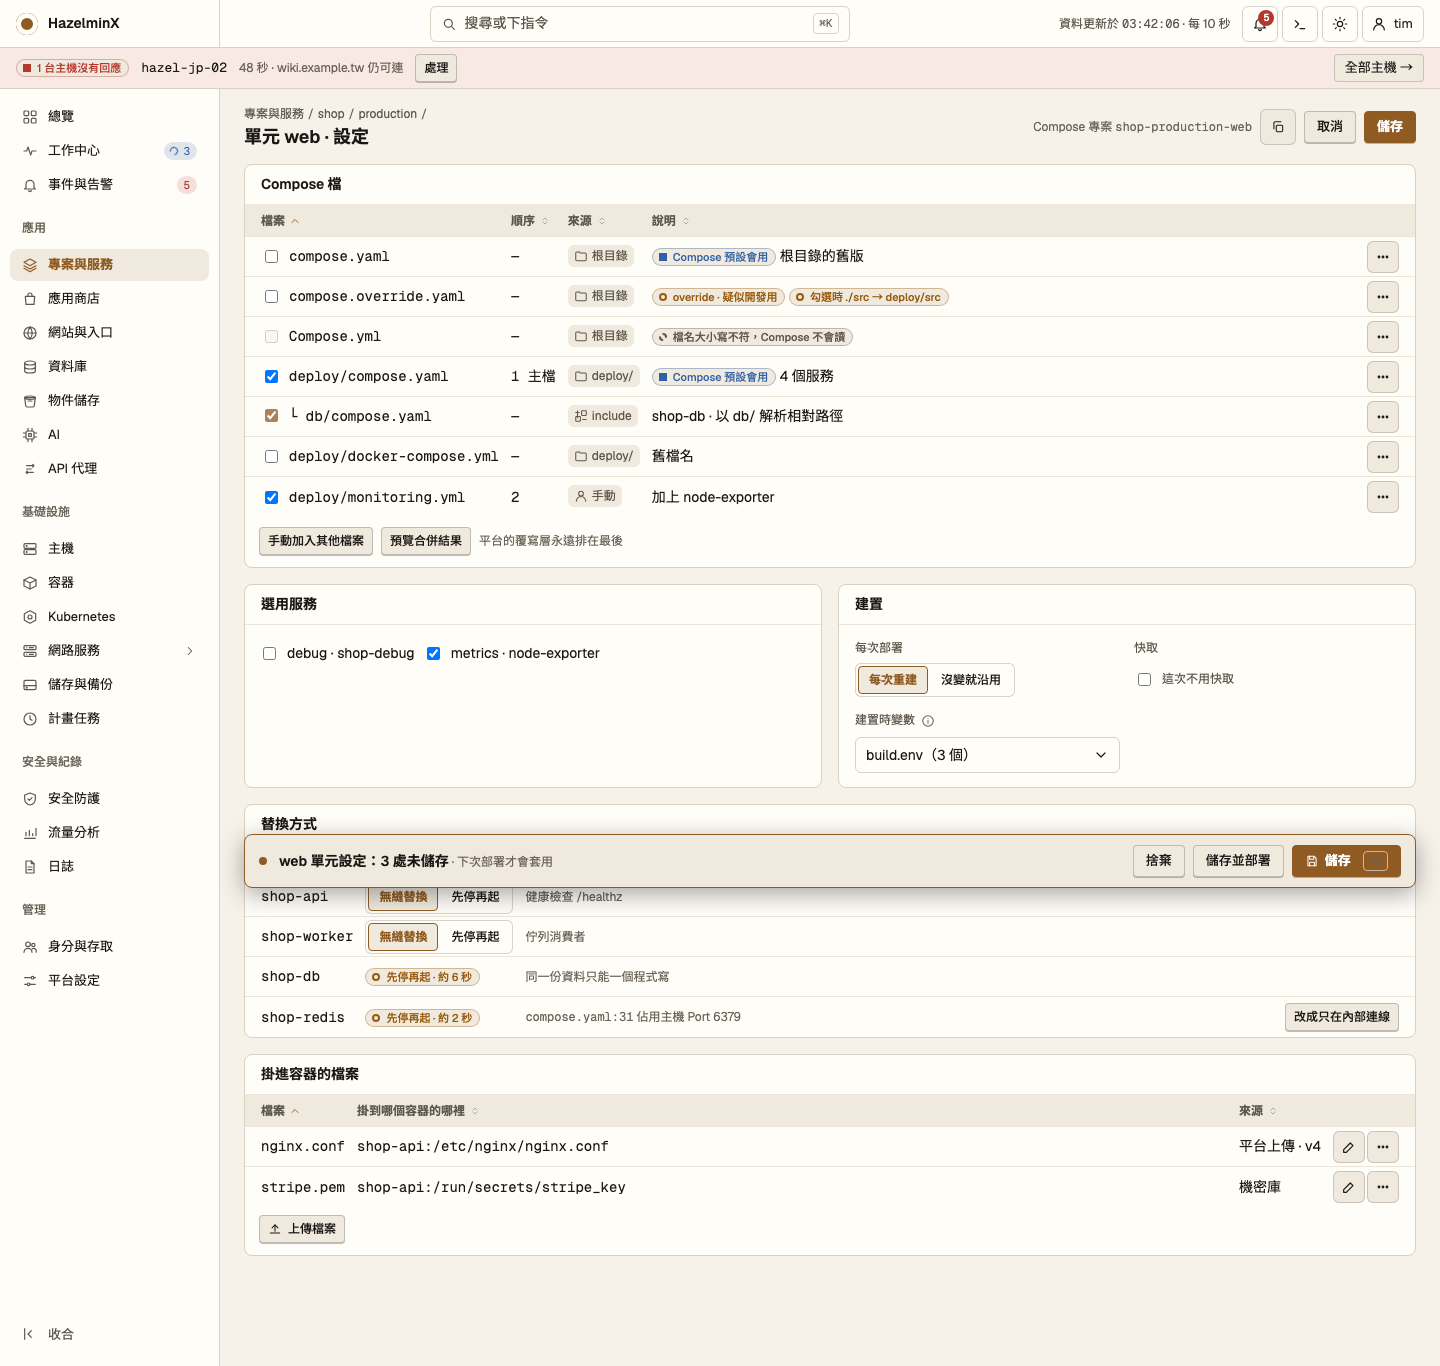 HazelminX
搜尋或下指令
⌘K
資料更新於 03:42:06 · 每 10 秒
5
tim
1 台主機沒有回應
hazel-jp-02
48 秒 · wiki.example.tw 仍可連
處理
全部主機 →
總覽
工作中心
3
事件與告警
5
應用
專案與服務
應用商店
網站與入口
資料庫
物件儲存
AI
API 代理
基礎設施
主機
容器
Kubernetes
網路服務
儲存與備份
計畫任務
安全與紀錄
安全防護
流量分析
日誌
管理
身分與存取
平台設定
收合
專案與服務 / shop / production /
單元 web · 設定
Compose 專案 shop-production-web
取消
儲存
Compose 檔
檔案 順序 來源 說明
compose.yaml — 根目錄 Compose 預設會用 根目錄的舊版
compose.override.yaml — 根目錄 override · 疑似開發用 勾選時 ./src → deploy/src
Compose.yml — 根目錄 檔名大小寫不符，Compose 不會讀
deploy/compose.yaml 1 主檔 deploy/ Compose 預設會用 4 個服務
└ db/compose.yaml — include shop-db · 以 db/ 解析相對路徑
deploy/docker-compose.yml — deploy/ 舊檔名
deploy/monitoring.yml 2 手動 加上 node-exporter
手動加入其他檔案 預覽合併結果 平台的覆寫層永遠排在最後
選用服務
debug · shop-debug metrics · node-exporter
建置
每次部署 快取
每次重建 沒變就沿用 這次不用快取
建置時變數
build.env（3 個）
替換方式
web 單元設定：3 處未儲存 · 下次部署才會套用
捨棄 儲存並部署 儲存
shop-api 無縫替換 先停再起 健康檢查 /healthz
shop-worker 無縫替換 先停再起 佇列消費者
shop-db 先停再起 · 約 6 秒 同一份資料只能一個程式寫
shop-redis 先停再起 · 約 2 秒 compose.yaml:31 佔用主機 Port 6379 改成只在內部連線
掛進容器的檔案
檔案 掛到哪個容器的哪裡 來源
nginx.conf shop-api:/etc/nginx/nginx.conf 平台上傳 · v4
stripe.pem shop-api:/run/secrets/stripe_key 機密庫
上傳檔案